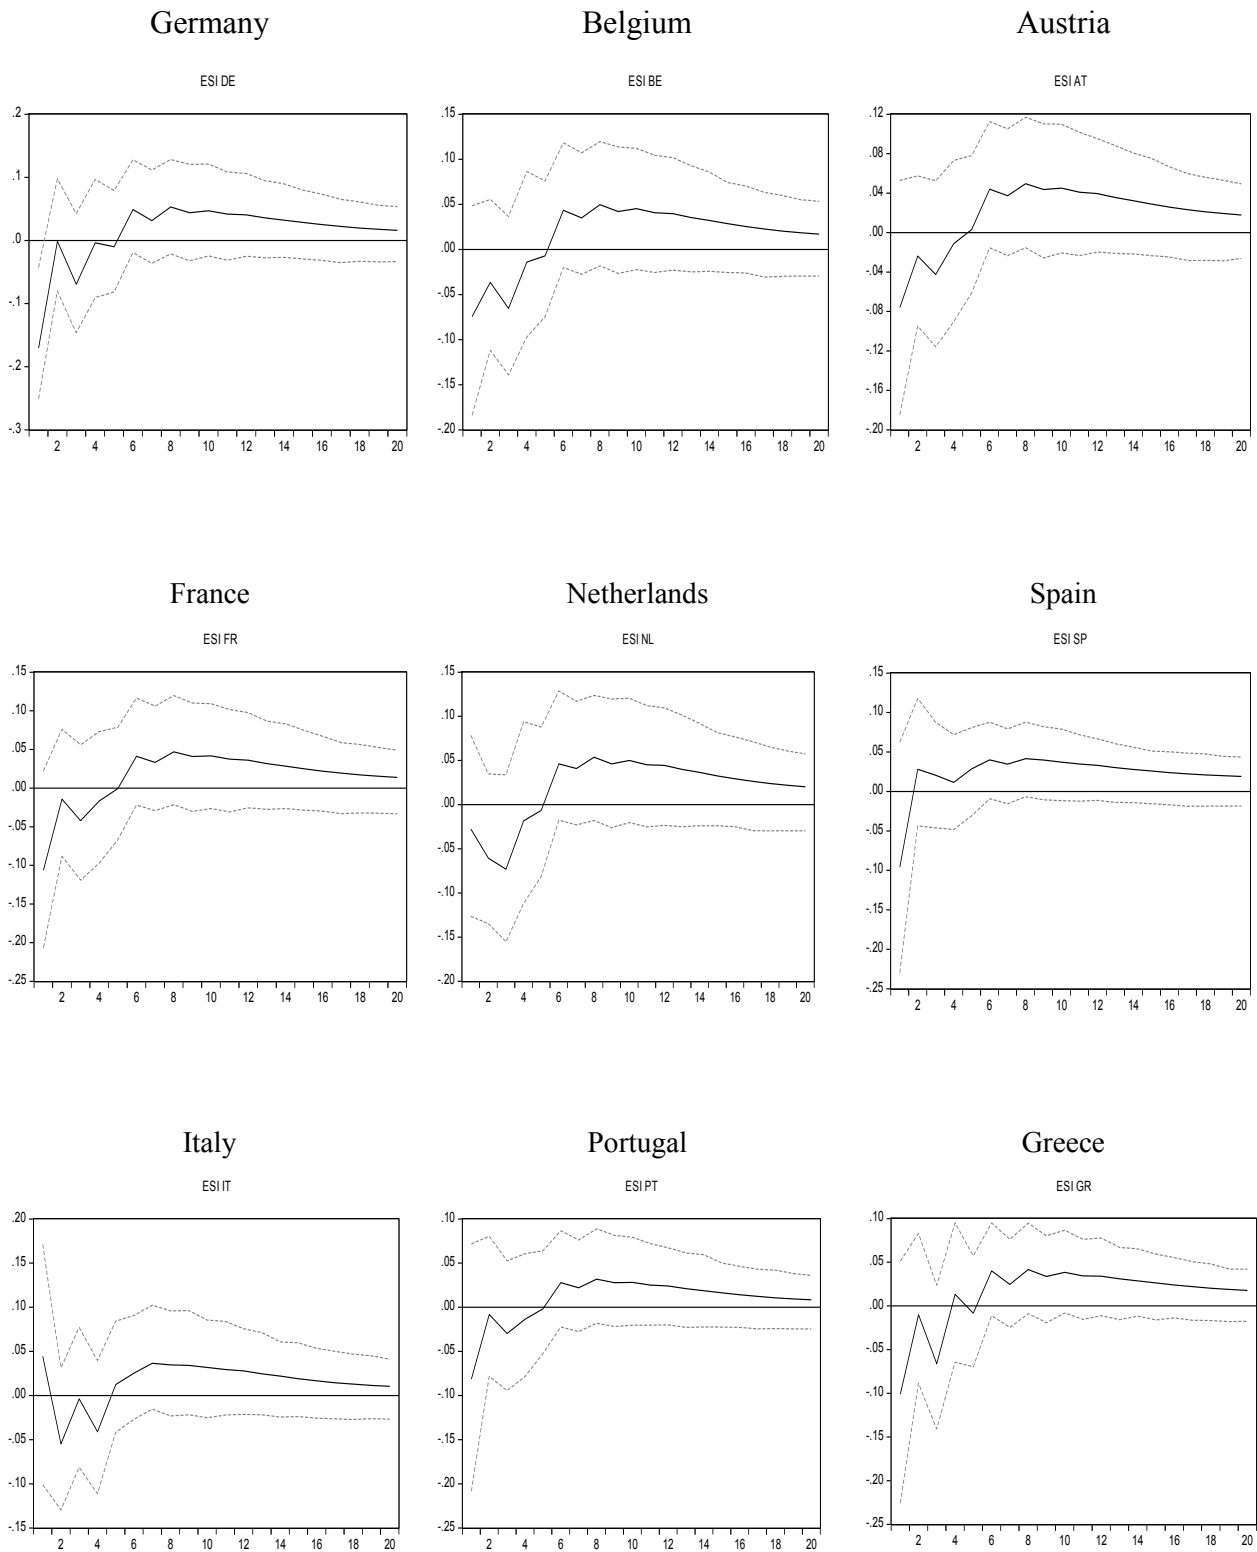 Germany Belgium Austria
ESI DE ESI BE ESI AT
.2 .15 .12
.1 .10 .08
.0 .05 .04
-.1 .00 .00
-.2 -.05 -.04
-.3 -.10 -.08
-.15 -.12
-.20 -.16
-.20
2 4 6 8 10 12 14 16 18 20 2 4 6 8 10 12 14 16 18 20 2 4 6 8 10 12 14 16 18 20
France Netherlands Spain
ESI FR ESI NL ESI SP
.15 .15 .15
.10 .10 .10
.05 .05 .05
.00 .00 .00
-.05 -.05 -.05
-.10 -.10 -.10
-.15 -.15 -.15
-.20 -.20 -.20
-.25 -.25
2 4 6 8 10 12 14 16 18 20 2 4 6 8 10 12 14 16 18 20 2 4 6 8 10 12 14 16 18 20
Italy Portugal Greece
ESI IT ESI PT ESI GR
.20 .10 .10
.15 .05 .05
.10 .00 .00
.05 -.05 -.05
.00 -.10 -.10
-.05 -.15 -.15
-.10 -.20 -.20
-.15 -.25 -.25
2 4 6 8 10 12 14 16 18 20 2 4 6 8 10 12 14 16 18 20 2 4 6 8 10 12 14 16 18 20